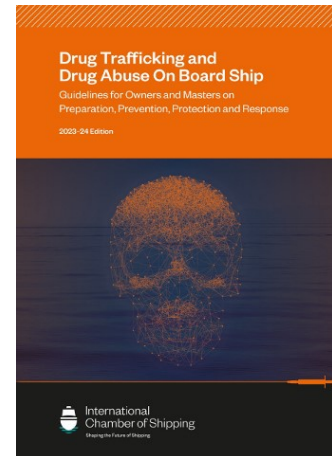 Drug Trafficking and
Drug Abuse On Board Ship
Guidelines for Owners and Masters on
Preparation, Prevention, Protection and Response
2023-24 Edition
International
Chamber of Shipping
Shaping the Future of Shipping